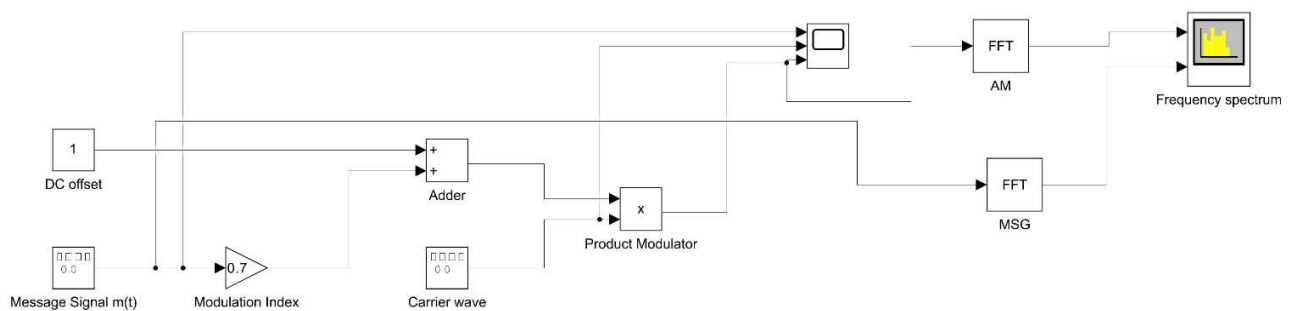 FFT
AM
Frequency spectrum
1
DC offset
+
+
Adder
FFT
MSG
x
Product Modulator
Message Signal m(t)
0.7
Modulation Index
Carrier wave